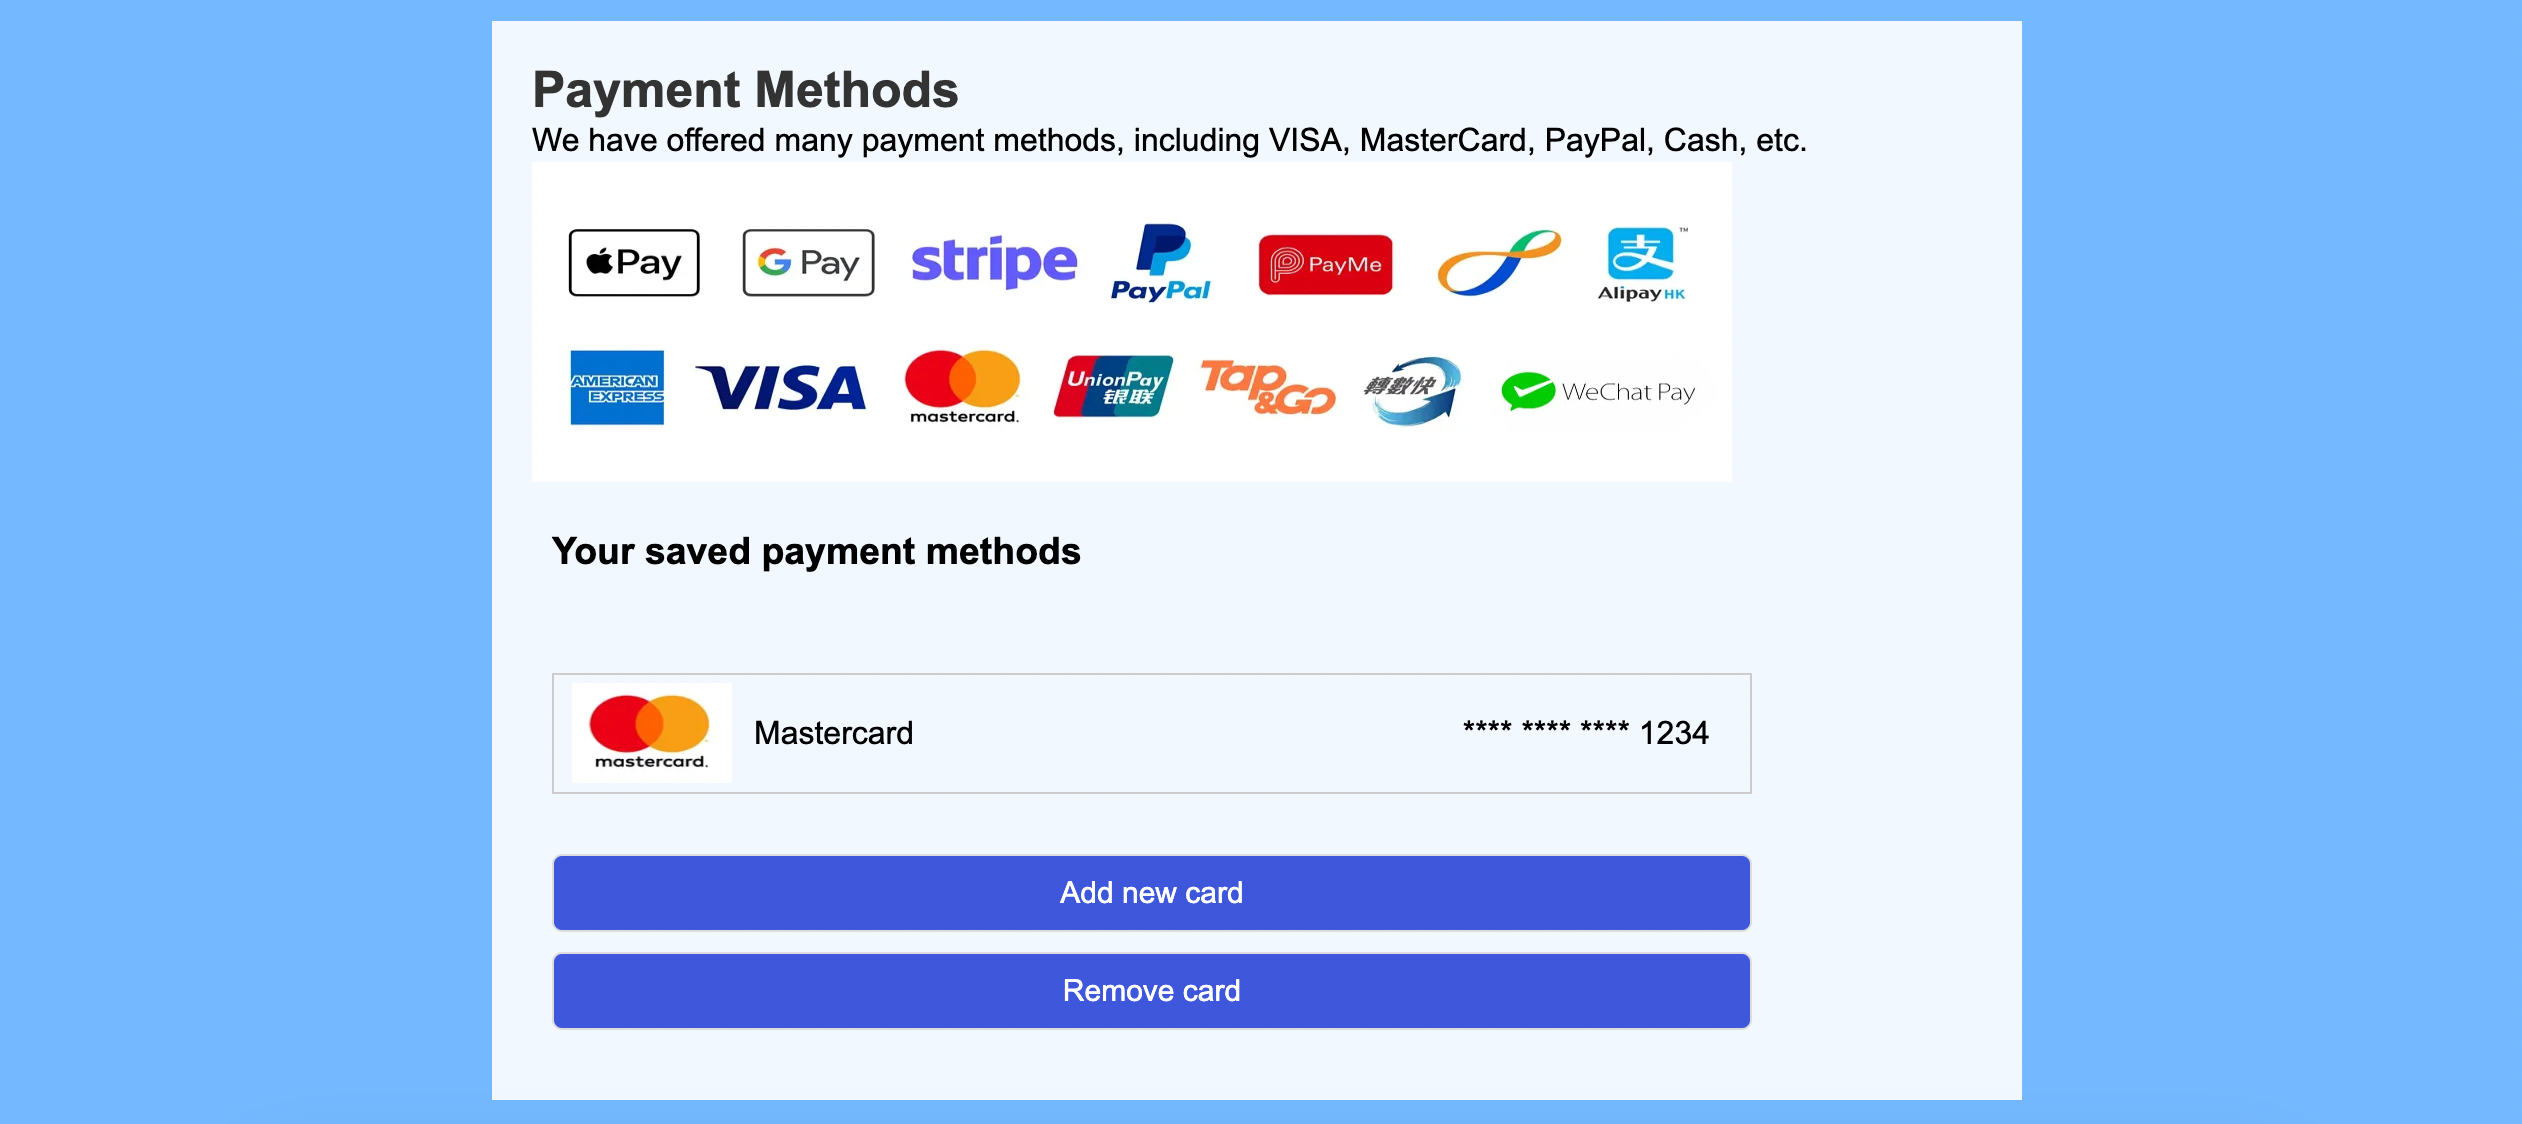 Payment Methods
We have offered many payment methods, including VISA, MasterCard, PayPal, Cash, etc.
Pay G Pay stripe PayPal PayMe 支 ™ Alipay HK
AMERICAN EXPRESS VISA mastercard. UnionPay 银联 Tap&Go 轉數快 WeChat Pay
Your saved payment methods
mastercard. Mastercard **** **** **** 1234
Add new card
Remove card